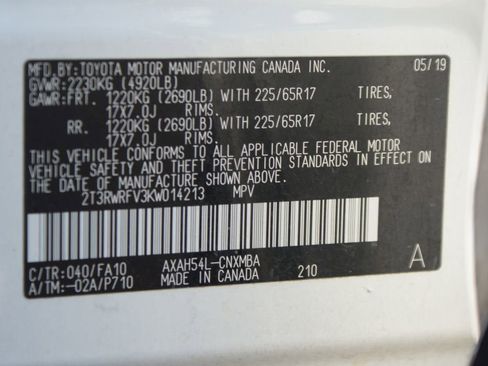 MFD.BY: TOYOTA MOTOR MANUFACTURING CANADA INC. 05/19
GVWR: 2230KG (4920LB)
GAWR: FRT. 1220KG (2690LB) WITH 225/65R17 TIRES,
17X7.0J RIMS.
RR. 1220KG (2690LB) WITH 225/65R17 TIRES,
17X7.0J RIMS.
THIS VEHICLE CONFORMS TO ALL APPLICABLE FEDERAL MOTOR
VEHICLE SAFETY AND THEFT PREVENTION STANDARDS IN EFFECT
ON THE DATE OF MANUFACTURE SHOWN ABOVE.
2T3RWRFV3KW014213 MPV
C/TR: 040/FA10 AXAH54L-CNXMBA A
A/TM: -02A/P710 MADE IN CANADA 210